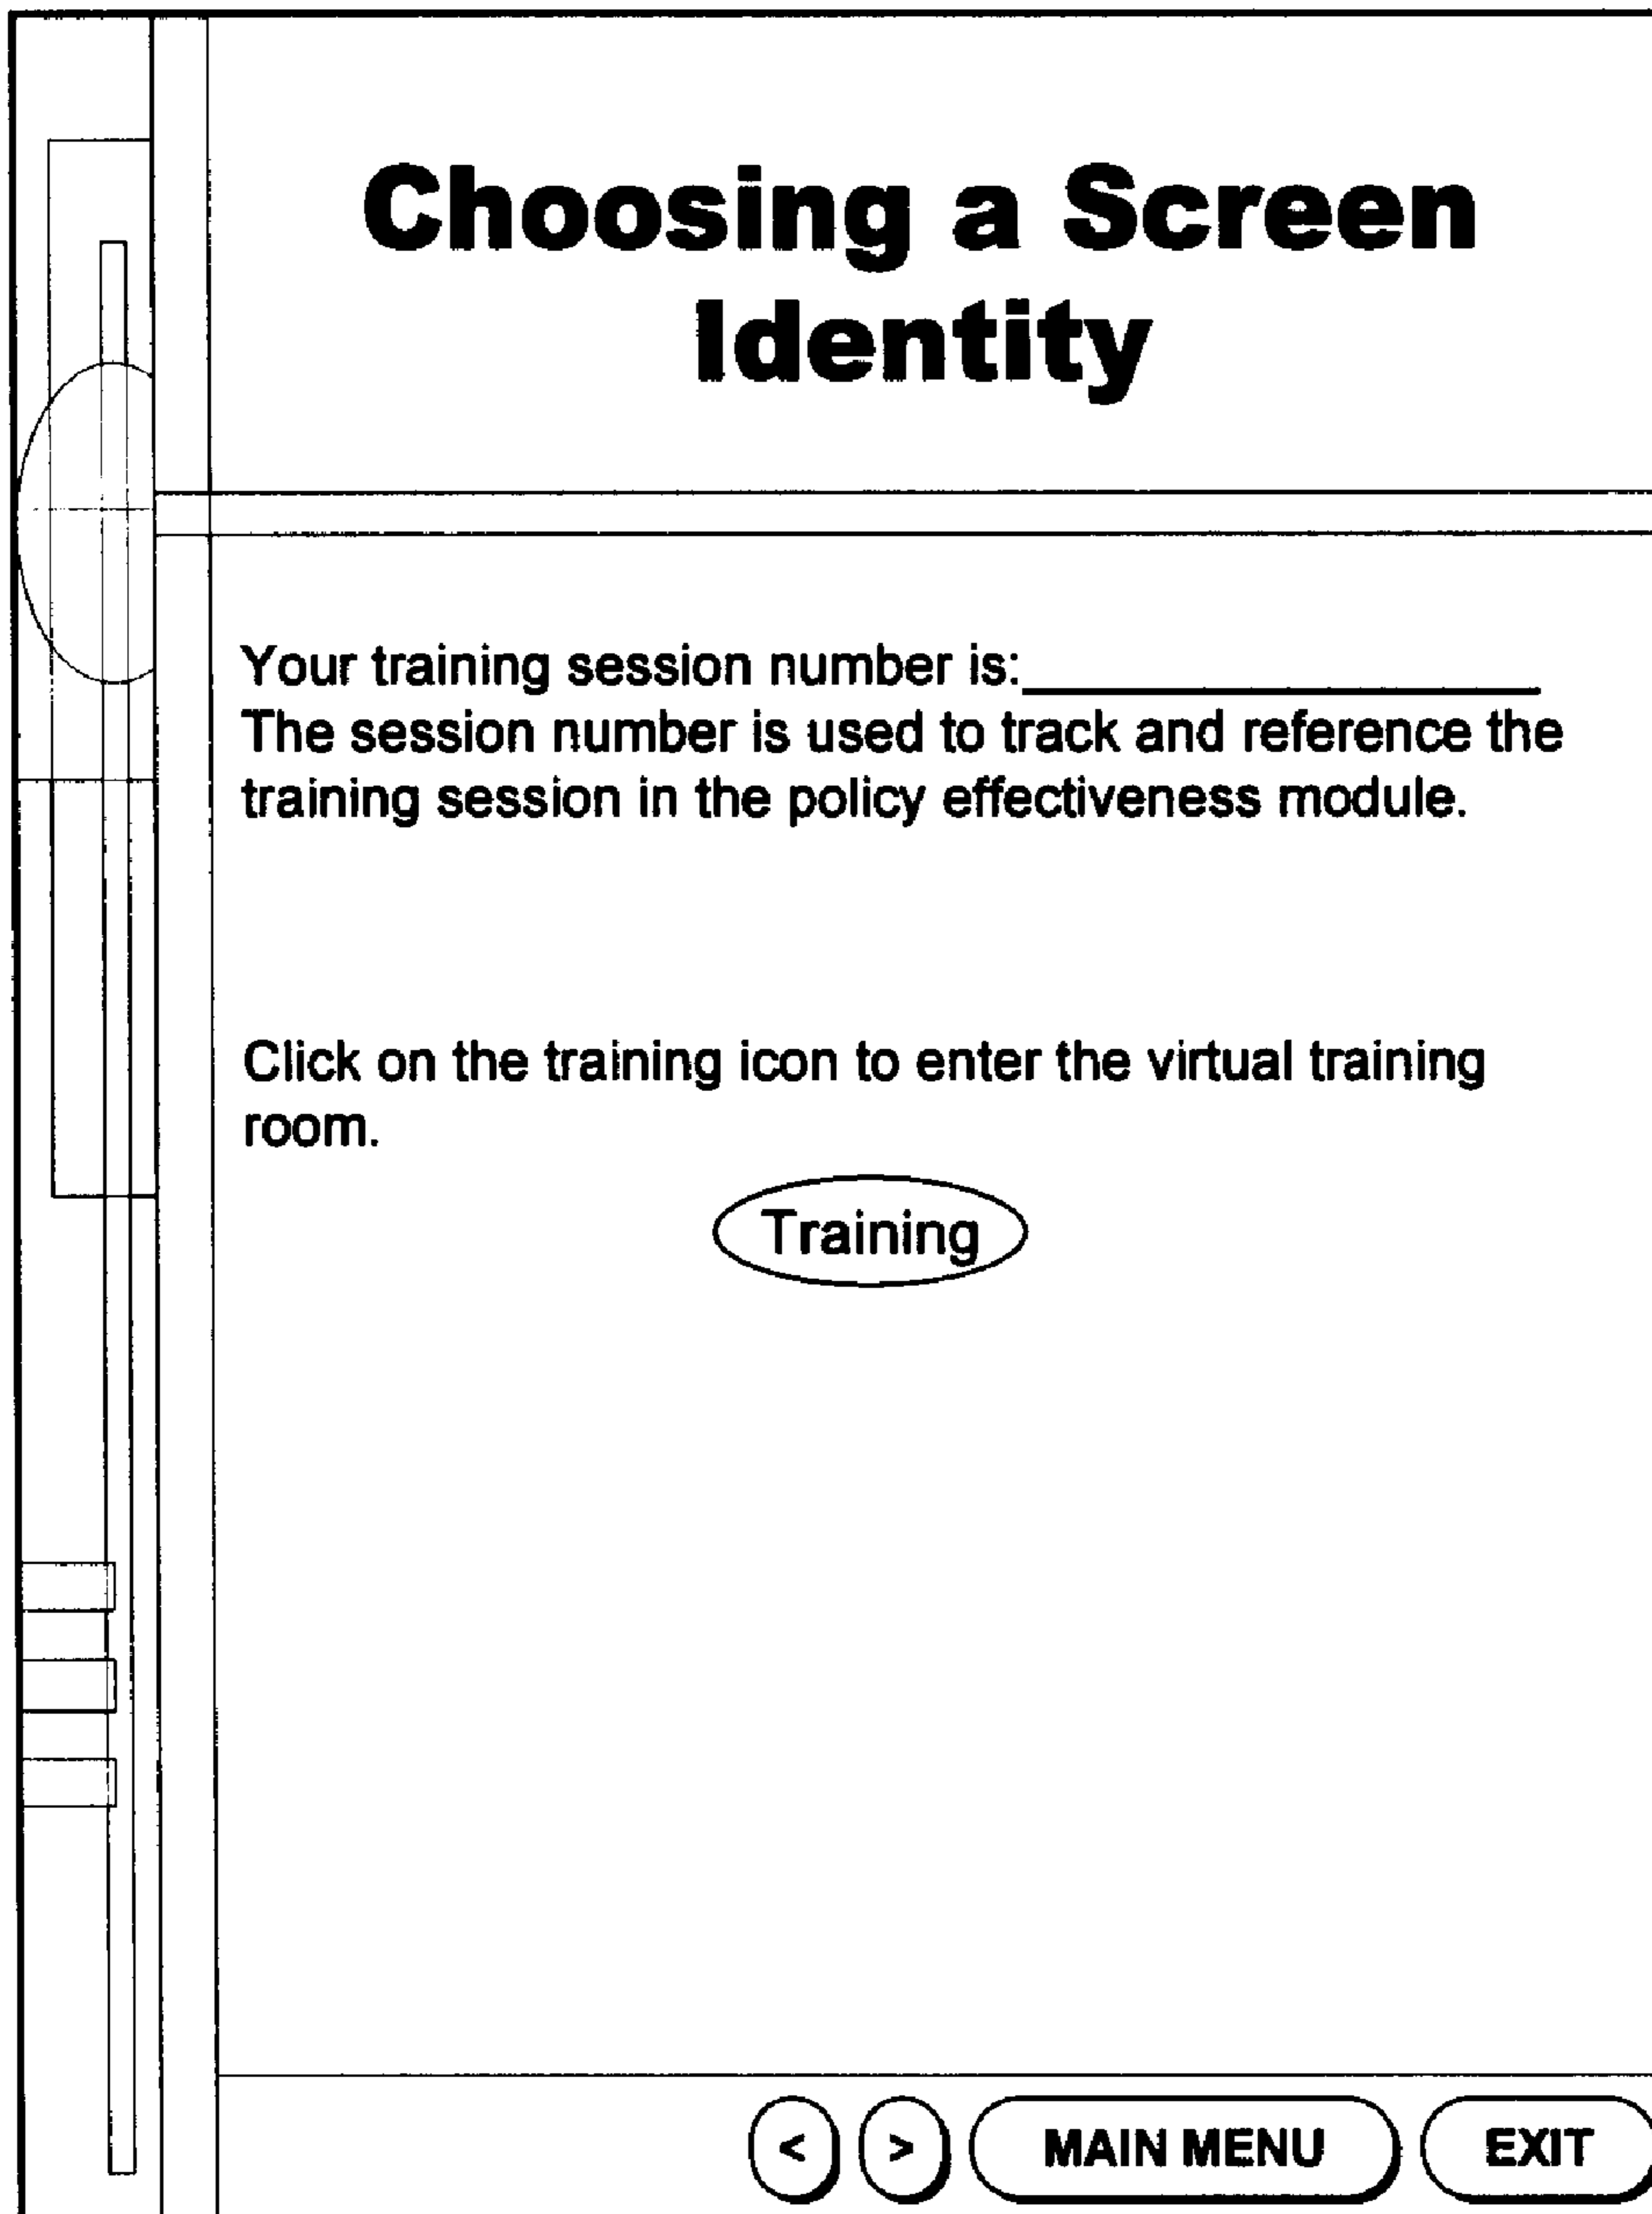 Choosing a Screen
Identity
Your training session number is:
The session number is used to track and reference the
training session in the policy effectiveness module.
Click on the training icon to enter the virtual training
room.
Training
< > MAIN MENU EXIT